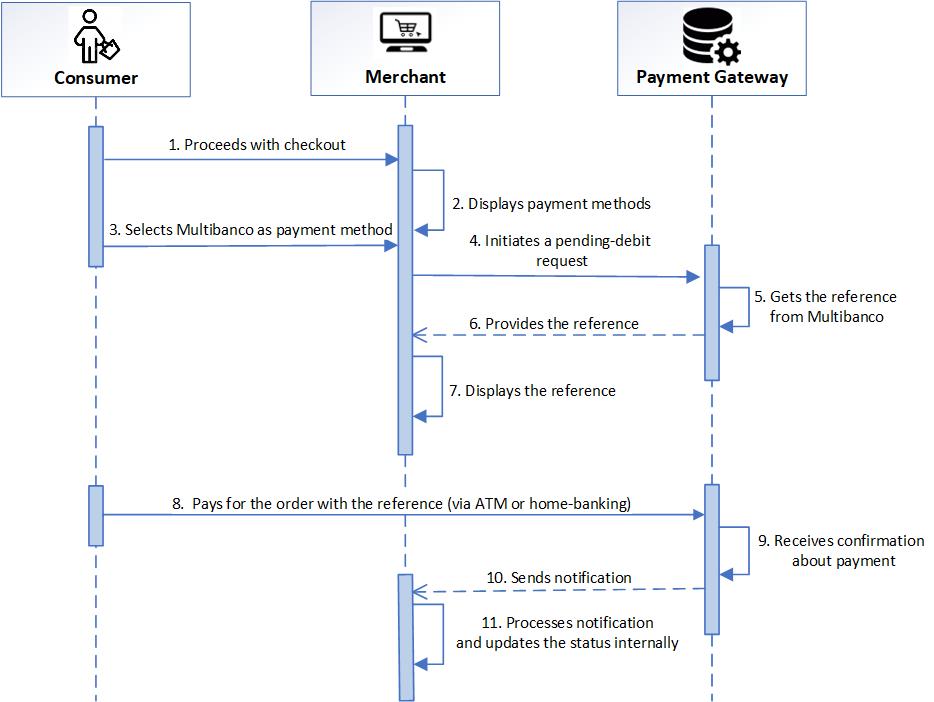 Consumer
Merchant
Payment Gateway
1. Proceeds with checkout
2. Displays payment methods
3. Selects Multibanco as payment method
4. Initiates a pending-debit
request
5. Gets the reference
from Multibanco
6. Provides the reference
7. Displays the reference
8. Pays for the order with the reference (via ATM or home-banking)
9. Receives confirmation
about payment
10. Sends notification
11. Processes notification
and updates the status internally